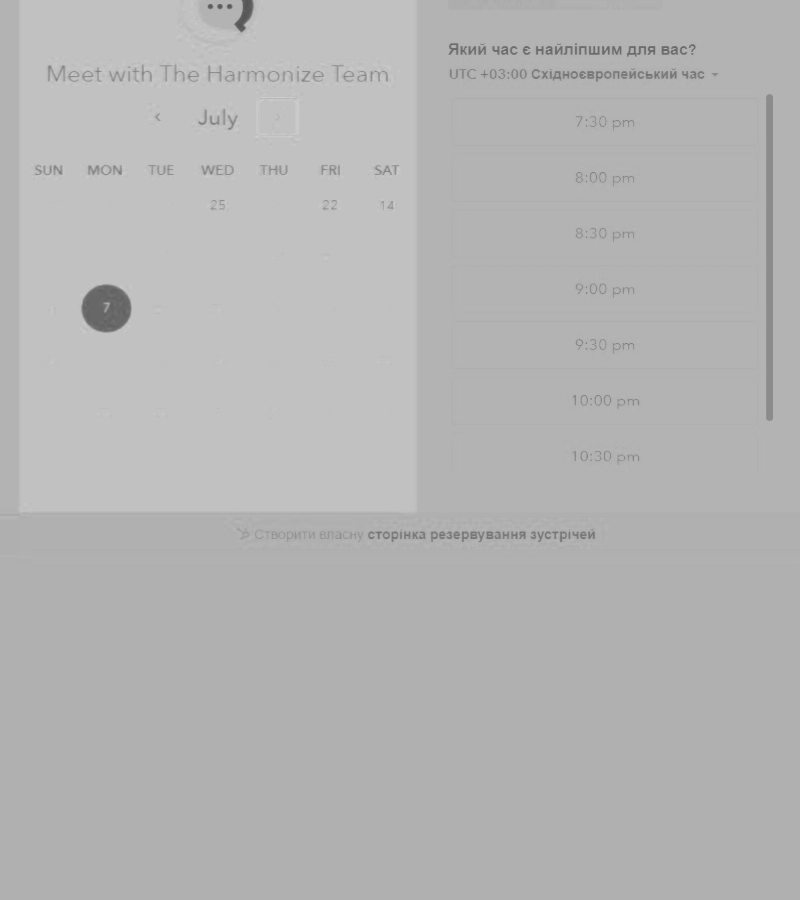 Meet with The Harmonize Team
July
SUN MON TUE WED THU FRI SAT
25 22 14
7
Який час є найліпшим для вас?
UTC +03:00 Східноєвропейський час
7:30 pm
8:00 pm
8:30 pm
9:00 pm
9:30 pm
10:00 pm
10:30 pm
Створити власну сторінка резервування зустрічей